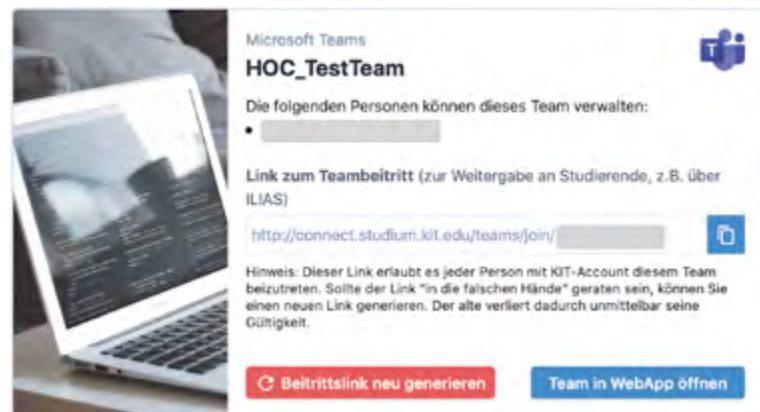 Microsoft Teams
HOC_TestTeam
Die folgenden Personen können dieses Team verwalten:
Link zum Teambeitritt (zur Weitergabe an Studierende, z.B. über
ILIAS)
http://connect.studium.kit.edu/teams/join/
Hinweis: Dieser Link erlaubt es jeder Person mit KIT-Account diesem Team
beizutreten. Sollte der Link "in die falschen Hände" geraten sein, können Sie
einen neuen Link generieren. Der alte verliert dadurch unmittelbar seine
Gültigkeit.
Beitrittslink neu generieren
Team in WebApp öffnen